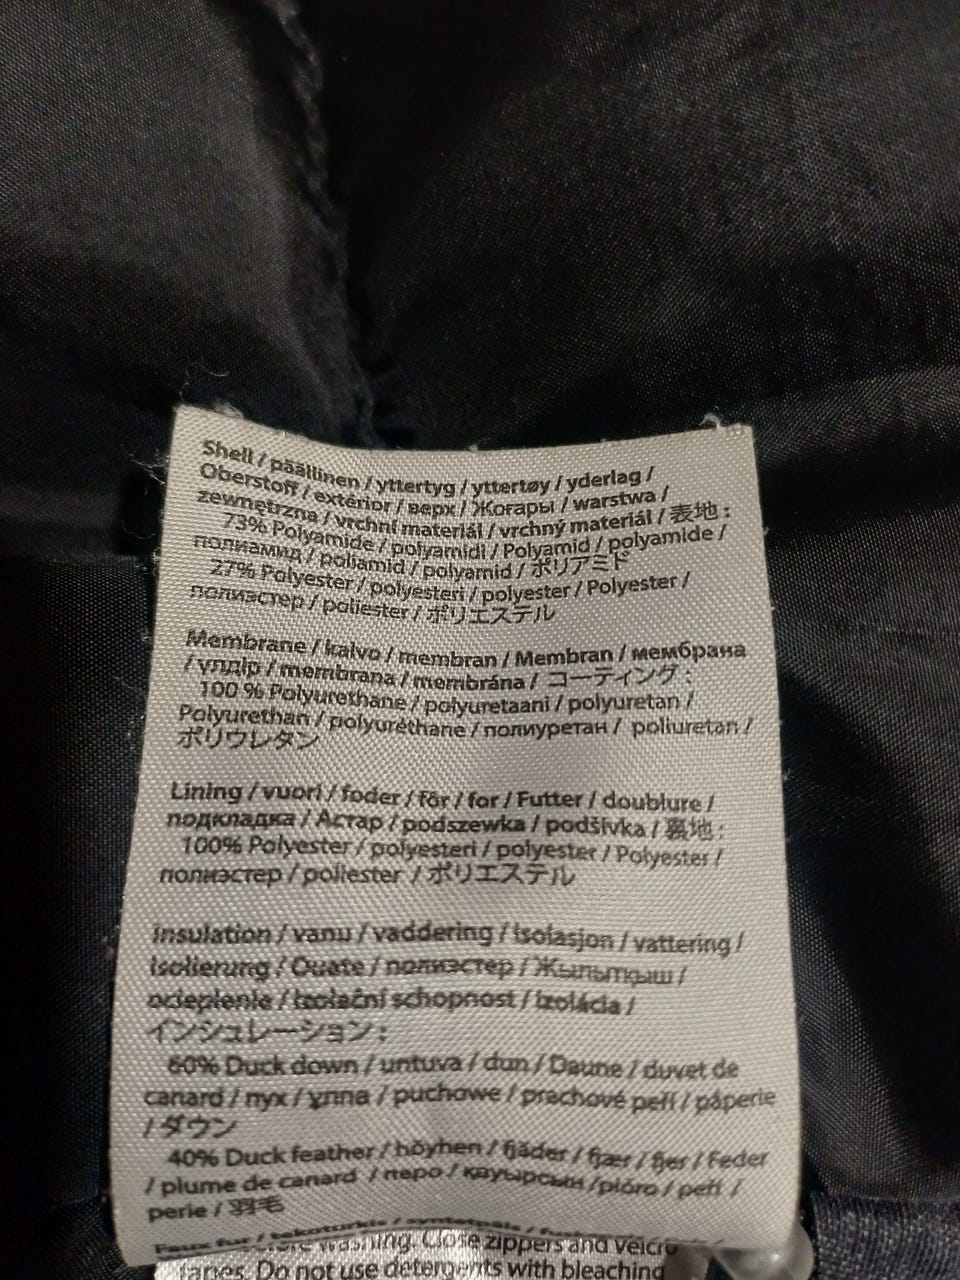 Shell / päällinen / yttertyg / yttertøy / yderlag /
Oberstoff / extérior / верх / Жоғары / warstwa /
zewnętrzna / vrchní materiál / vrchný materiál / 表地 :
73% Polyamide / polyamidi / Polyamid / polyamide /
полиамид / poliamid / polyamid / ポリアミド
27% Polyester / polyesteri / polyester / Polyester /
полиэстер / poliester / ポリエステル
Membrane / kalvo / membran / Membran / мембрана
/ үлдір / membrana / membrána / コーティング :
100 % Polyurethane / polyuretaani / polyuretan /
Polyurethan / polyuréthane / полиуретан / poliuretan /
ポリウレタン
Lining / vuori / foder / fôr / for / Futter / doublure /
подкладка / Астар / podszewka / podšívka / 裏地 :
100% Polyester / polyesteri / polyester / Polyester /
полиэстер / poliester / ポリエステル
Insulation / vanu / vaddering / isolasjon / vattering /
Isolierung / Ouate / полиэстер / Жылытқыш /
ocieplenie / Izolační schopnost / Izolácia /
インシュレーション :
60% Duck down / untuva / dun / Daune / duvet de
canard / пух / ұлпа / puchowe / prachové peří / páperie
/ ダウン
40% Duck feather / höyhen / fjäder / fjær / fjer / Feder
/ plume de canard / перо / қауырсын / pióro / peří /
perie / 羽毛
Faux fur / tekoturkis / syntetpäls /
washing. Close zippers and velcro
tapes. Do not use detergents with bleaching